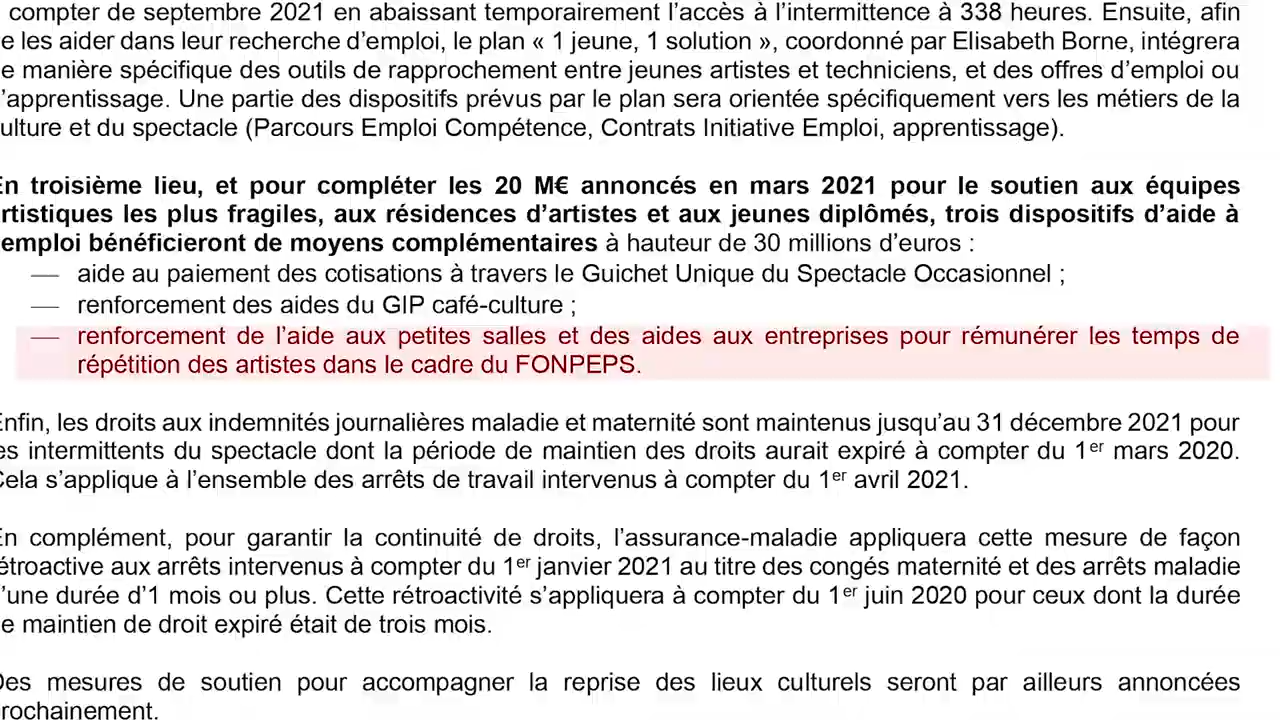 compter de septembre 2021 en abaissant temporairement l’accès à l’intermittence à 338 heures. Ensuite, afin
e les aider dans leur recherche d’emploi, le plan « 1 jeune, 1 solution », coordonné par Elisabeth Borne, intégrera
e manière spécifique des outils de rapprochement entre jeunes artistes et techniciens, et des offres d’emploi ou
’apprentissage. Une partie des dispositifs prévus par le plan sera orientée spécifiquement vers les métiers de la
ulture et du spectacle (Parcours Emploi Compétence, Contrats Initiative Emploi, apprentissage).
En troisième lieu, et pour compléter les 20 M€ annoncés en mars 2021 pour le soutien aux équipes
rtistiques les plus fragiles, aux résidences d’artistes et aux jeunes diplômés, trois dispositifs d’aide à
’emploi bénéficieront de moyens complémentaires à hauteur de 30 millions d’euros :
— aide au paiement des cotisations à travers le Guichet Unique du Spectacle Occasionnel ;
— renforcement des aides du GIP café-culture ;
— renforcement de l’aide aux petites salles et des aides aux entreprises pour rémunérer les temps de
répétition des artistes dans le cadre du FONPEPS.
Enfin, les droits aux indemnités journalières maladie et maternité sont maintenus jusqu’au 31 décembre 2021 pour
es intermittents du spectacle dont la période de maintien des droits aurait expiré à compter du 1er mars 2020.
Cela s’applique à l’ensemble des arrêts de travail intervenus à compter du 1er avril 2021.
En complément, pour garantir la continuité de droits, l’assurance-maladie appliquera cette mesure de façon
rétroactive aux arrêts intervenus à compter du 1er janvier 2021 au titre des congés maternité et des arrêts maladie
’une durée d’1 mois ou plus. Cette rétroactivité s’appliquera à compter du 1er juin 2020 pour ceux dont la durée
e maintien de droit expiré était de trois mois.
Des mesures de soutien pour accompagner la reprise des lieux culturels seront par ailleurs annoncées
rochainement.